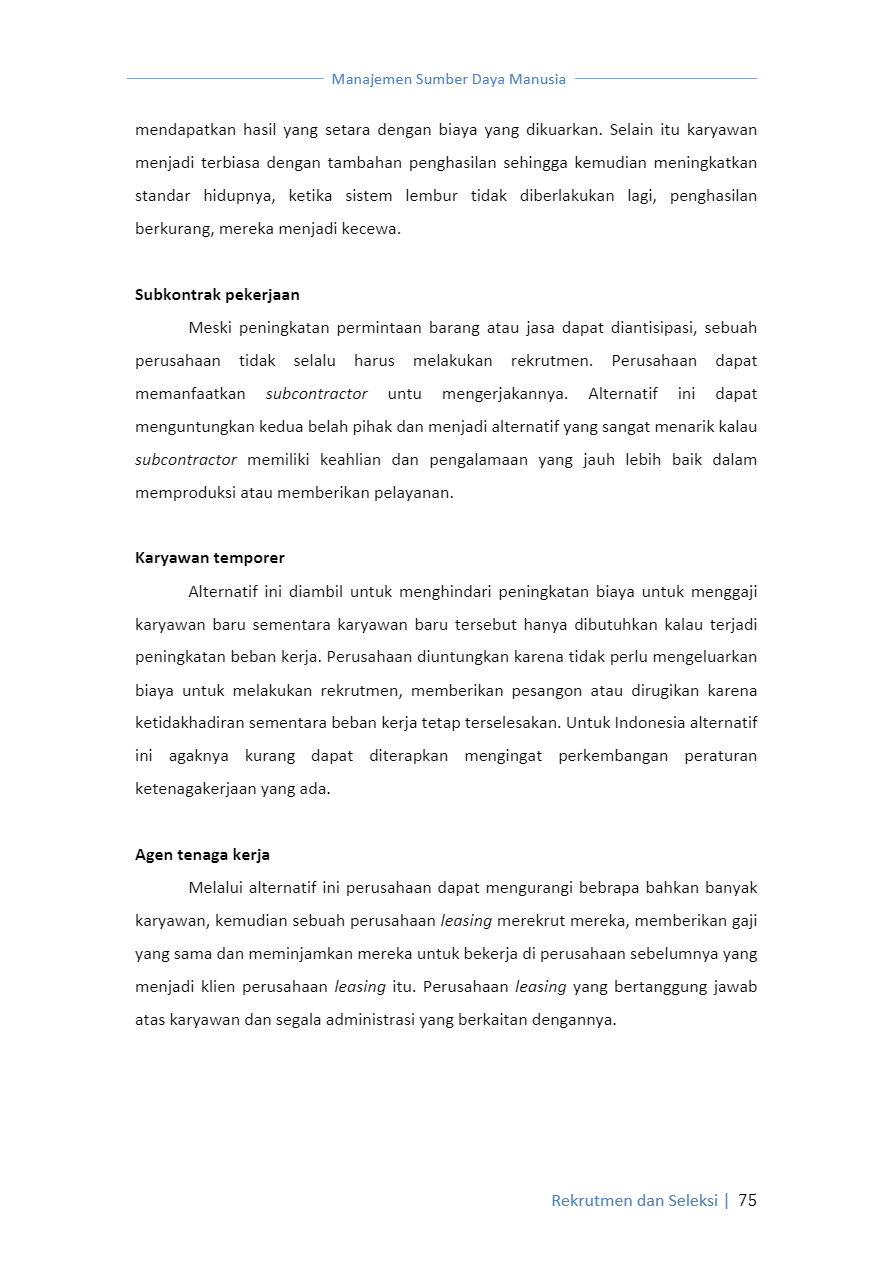 Manajemen Sumber Daya Manusia
mendapatkan hasil yang setara dengan biaya yang dikuarkan. Selain itu karyawan
menjadi terbiasa dengan tambahan penghasilan sehingga kemudian meningkatkan
standar hidupnya, ketika sistem lembur tidak diberlakukan lagi, penghasilan
berkurang, mereka menjadi kecewa.
Subkontrak pekerjaan
Meski peningkatan permintaan barang atau jasa dapat diantisipasi, sebuah
perusahaan tidak selalu harus melakukan rekrutmen. Perusahaan dapat
memanfaatkan subcontractor untu mengerjakannya. Alternatif ini dapat
menguntungkan kedua belah pihak dan menjadi alternatif yang sangat menarik kalau
subcontractor memiliki keahlian dan pengalamaan yang jauh lebih baik dalam
memproduksi atau memberikan pelayanan.
Karyawan temporer
Alternatif ini diambil untuk menghindari peningkatan biaya untuk menggaji
karyawan baru sementara karyawan baru tersebut hanya dibutuhkan kalau terjadi
peningkatan beban kerja. Perusahaan diuntungkan karena tidak perlu mengeluarkan
biaya untuk melakukan rekrutmen, memberikan pesangon atau dirugikan karena
ketidakhadiran sementara beban kerja tetap terselesakan. Untuk Indonesia alternatif
ini agaknya kurang dapat diterapkan mengingat perkembangan peraturan
ketenagakerjaan yang ada.
Agen tenaga kerja
Melalui alternatif ini perusahaan dapat mengurangi bebrapa bahkan banyak
karyawan, kemudian sebuah perusahaan leasing merekrut mereka, memberikan gaji
yang sama dan meminjamkan mereka untuk bekerja di perusahaan sebelumnya yang
menjadi klien perusahaan leasing itu. Perusahaan leasing yang bertanggung jawab
atas karyawan dan segala administrasi yang berkaitan dengannya.
Rekrutmen dan Seleksi | 75